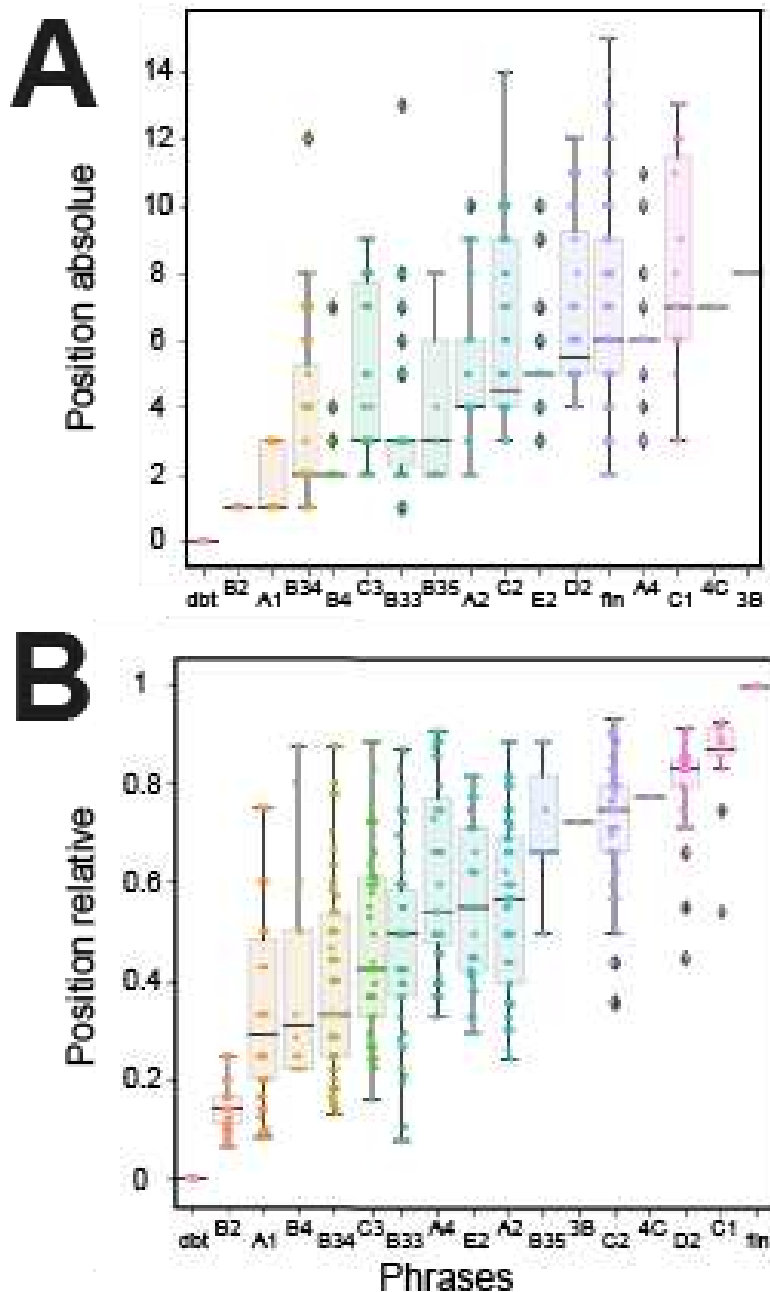 A
Position absolue
14
12
10
8
6
4
2
0
dbt B2 A1 B34 B4 C3 B33 B35 A2 C2 E2 D2 fin A4 C1 4C 3B
B
Position relative
1
0.8
0.6
0.4
0.2
0
dbt B2 A1 B4 B34 C3 B33 A4 E2 A2 B35 3B C2 4C D2 C1 fin
Phrases